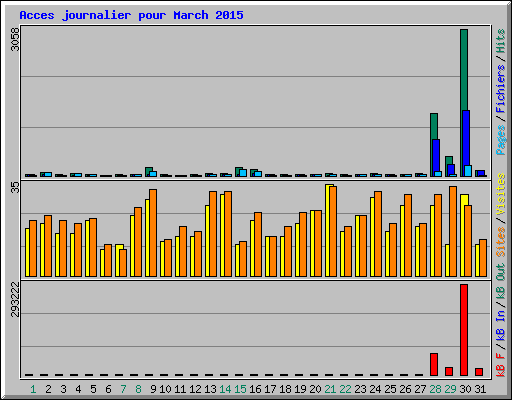 Acces journalier pour March 2015
3058
35
293222
Pages / Fichiers / Hits
Sites / Visites
kB F / kB In / kB Out
1 2 3 4 5 6 7 8 9 10 11 12 13 14 15 16 17 18 19 20 21 22 23 24 25 26 27 28 29 30 31